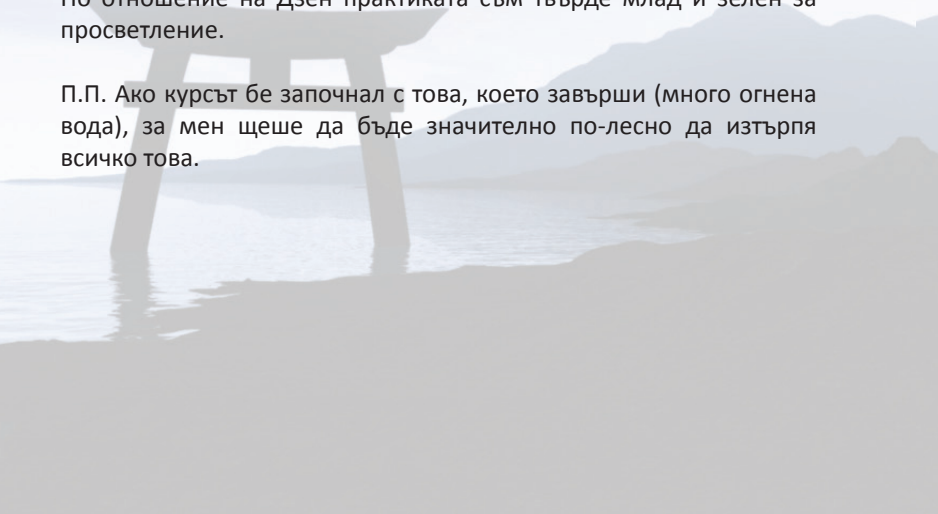 По отношение на Дзен практиката съм твърде млад и зелен за
просветление.
П.П. Ако курсът бе започнал с това, което завърши (много огнена
вода), за мен щеше да бъде значително по-лесно да изтърпя
всичко това.